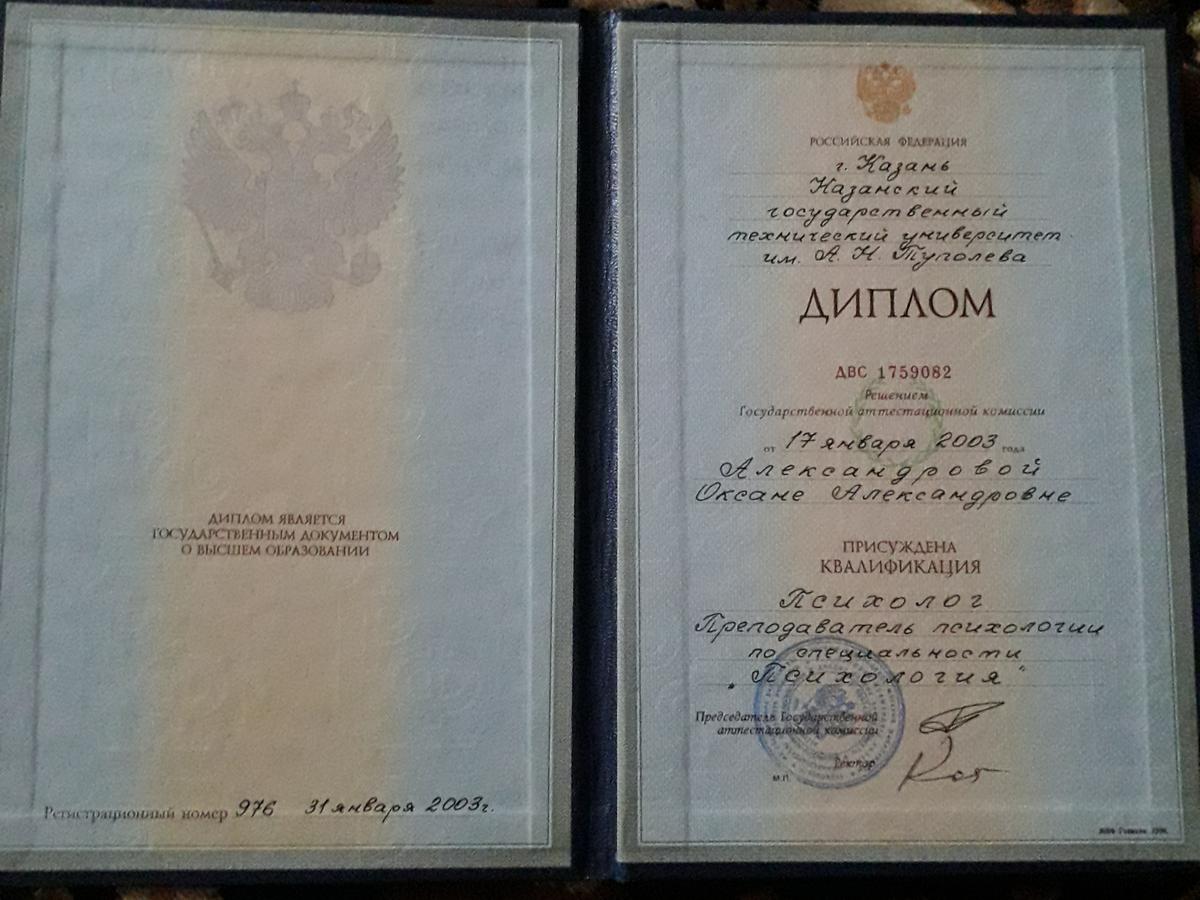 ДИПЛОМ ЯВЛЯЕТСЯ
ГОСУДАРСТВЕННЫМ ДОКУМЕНТОМ
О ВЫСШЕМ ОБРАЗОВАНИИ
Регистрационный номер 976 31 января 2003г.
РОССИЙСКАЯ ФЕДЕРАЦИЯ
г. Казань
Казанский
государственный
технический университет
им. А. Н. Туполева
ДИПЛОМ
ДВС 1759082
Решением
Государственной аттестационной комиссии
от 17 января 2003 года
Александровой
Оксане Александровне
ПРИСУЖДЕНА
КВАЛИФИКАЦИЯ
Психолог
Преподаватель психологии
по специальности
„Психология"
Председатель Государственной
аттестационной комиссии
Ректор
М.П.